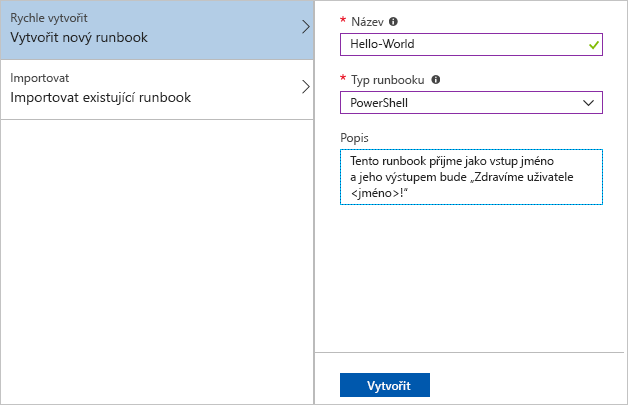 Rychle vytvořit
Vytvořit nový runbook
Importovat
Importovat existující runbook
* Název
Hello-World
* Typ runbooku
PowerShell
Popis
Tento runbook přijme jako vstup jméno
a jeho výstupem bude „Zdravíme uživatele
<jméno>!“
Vytvořit